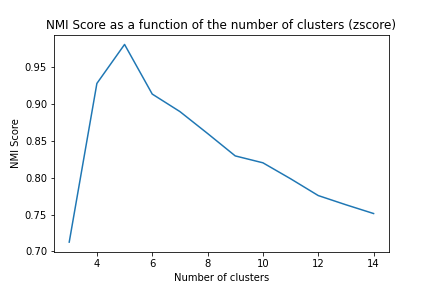 NMI Score as a function of the number of clusters (zscore)
0.95
0.90
0.85
0.80
0.75
0.70
NMI Score
4 6 8 10 12 14
Number of clusters